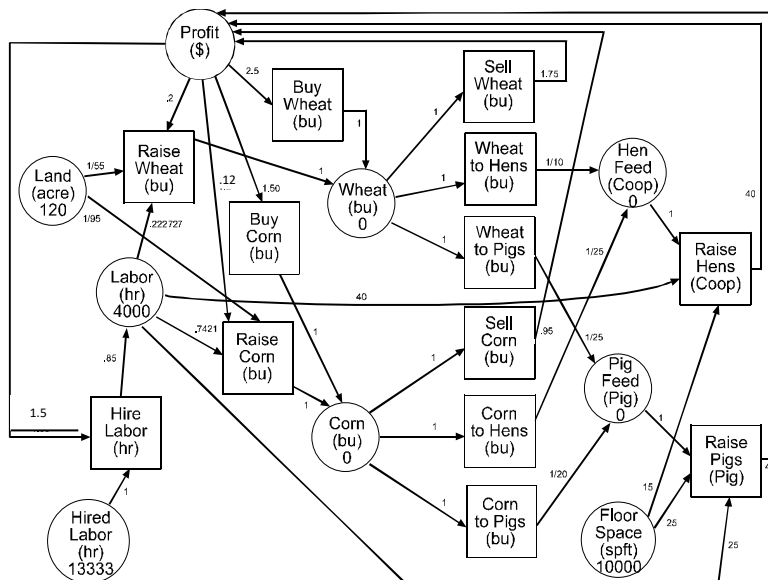 Profit
($)
2.5
.2
Buy
Wheat
(bu)
1
Sell
Wheat
(bu)
1.75
1
Land
(acre)
120
1/55
1/95
Raise
Wheat
(bu)
1
.12
1.50
Wheat
(bu)
0
1
Wheat
to Hens
(bu)
1/10
Hen
Feed
(Coop)
0
40
1
Wheat
to Pigs
(bu)
1/25
1
Raise
Hens
(Coop)
.222727
Buy
Corn
(bu)
Labor
(hr)
4000
40
.7421
Raise
Corn
(bu)
1
1
Sell
Corn
(bu)
.95
1/25
.85
1
Pig
Feed
(Pig)
0
1.5
Hire
Labor
(hr)
Corn
(bu)
0
1
Corn
to Hens
(bu)
1
Raise
Pigs
(Pig)
1
1/20
15
Hired
Labor
(hr)
13333
1
Corn
to Pigs
(bu)
Floor
Space
(spft)
10000
25
25